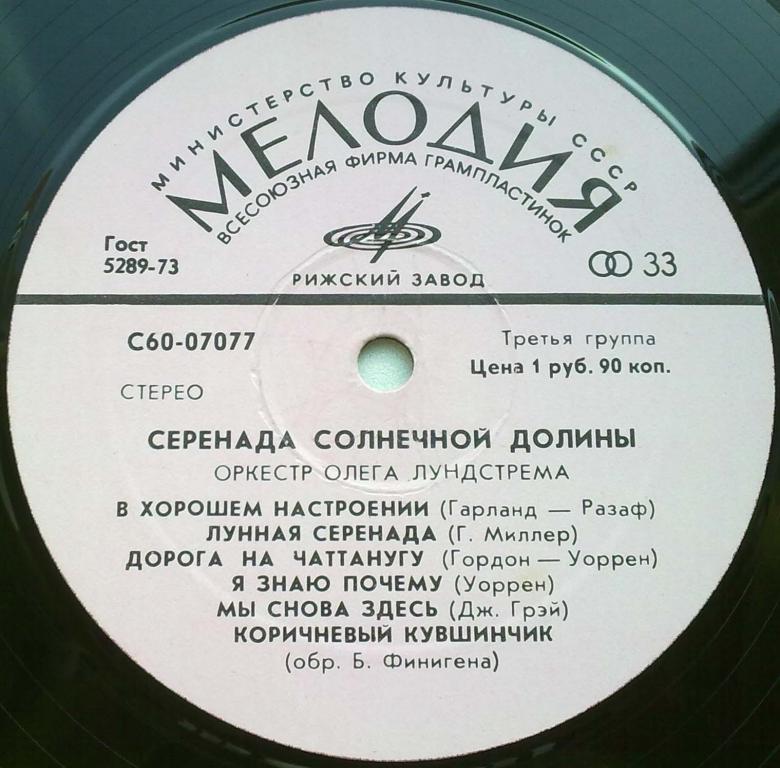 МИНИСТЕРСТВО КУЛЬТУРЫ СССР
МЕЛОДИЯ
ВСЕСОЮЗНАЯ ФИРМА ГРАМПЛАСТИНОК
Гост
5289-73
33
РИЖСКИЙ ЗАВОД
С60-07077
Третья группа
Цена 1 руб. 90 коп.
СТЕРЕО
СЕРЕНАДА СОЛНЕЧНОЙ ДОЛИНЫ
ОРКЕСТР ОЛЕГА ЛУНДСТРЕМА
В ХОРОШЕМ НАСТРОЕНИИ (Гарланд — Разаф)
ЛУННАЯ СЕРЕНАДА (Г. Миллер)
ДОРОГА НА ЧАТТАНУГУ (Гордон — Уоррен)
Я ЗНАЮ ПОЧЕМУ (Уоррен)
МЫ СНОВА ЗДЕСЬ (Дж. Грэй)
КОРИЧНЕВЫЙ КУВШИНЧИК
(обр. Б. Финигена)